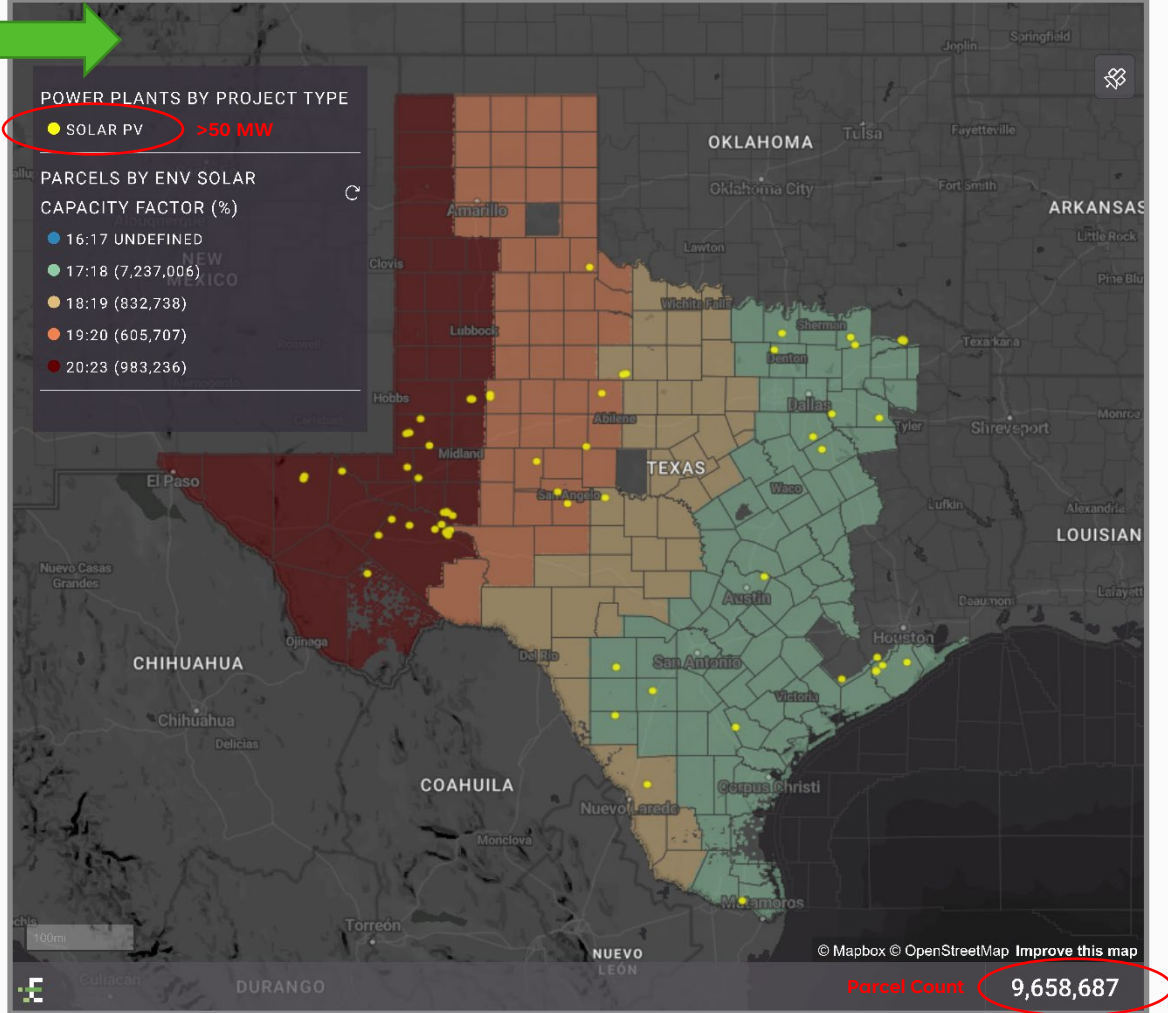 Springfield
Joplin
POWER PLANTS BY PROJECT TYPE
SOLAR PV
>50 MW
PARCELS BY ENV SOLAR
CAPACITY FACTOR (%)
16:17 UNDEFINED
17:18 (7,237,006)
18:19 (832,738)
19:20 (605,707)
20:23 (983,236)
NEW
MEXICO
OKLAHOMA
Tulsa
Fayetteville
Oklahoma City
Fort Smith
ARKANSAS
Little Rock
Amarillo
Lawton
Clovis
Pine Blu
Wichita Falls
Sherman
Lubbock
Texarkana
Denton
Hobbs
Dallas
Abilene
Tyler
Shreveport
Monroe
Midland
TEXAS
El Paso
San Angelo
Waco
Lufkin
Alexandria
LOUISIAN
Nuevo Casas
Grandes
Austin
Beaumont
Lafayett
Houston
Ojinaga
CHIHUAHUA
Del Rio
San Antonio
Victoria
Chihuahua
Delicias
COAHUILA
Corpus Christi
Nuevo Laredo
Monclova
Matamoros
Torreón
100mi
NUEVO
LEÓN
© Mapbox © OpenStreetMap Improve this map
Culiacán
DURANGO
Parcel Count
9,658,687